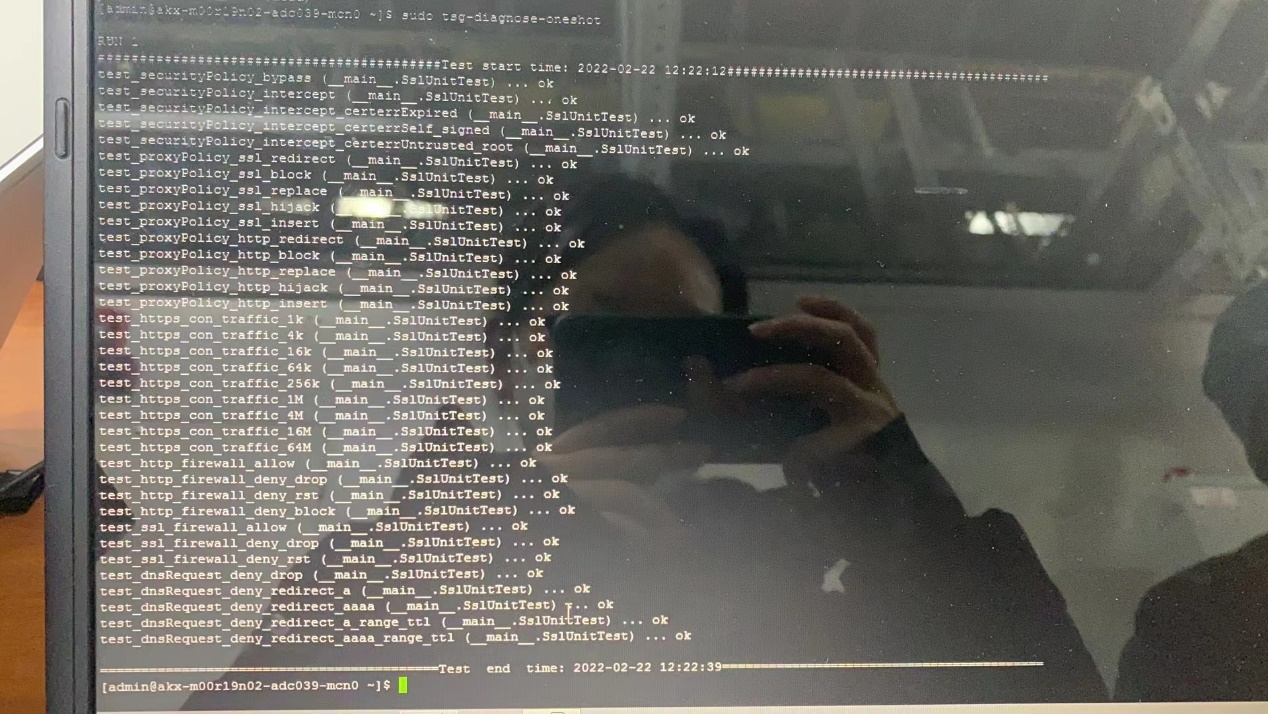 [admin@akx-m00r19n02-adc039-mcn0 ~]$ sudo tsg-diagnose-oneshot
RUN 1
##########################################Test start time: 2022-02-22 12:22:12########################################
test_securityPolicy_bypass (__main__.SslUnitTest) ... ok
test_securityPolicy_intercept (__main__.SslUnitTest) ... ok
test_securityPolicy_intercept_certerrExpired (__main__.SslUnitTest) ... ok
test_securityPolicy_intercept_certerrSelf_signed (__main__.SslUnitTest) ... ok
test_securityPolicy_intercept_certerrUntrusted_root (__main__.SslUnitTest) ... ok
test_proxyPolicy_ssl_redirect (__main__.SslUnitTest) ... ok
test_proxyPolicy_ssl_block (__main__.SslUnitTest) ... ok
test_proxyPolicy_ssl_replace (__main__.SslUnitTest) ... ok
test_proxyPolicy_ssl_hijack (__main__.SslUnitTest) ... ok
test_proxyPolicy_ssl_insert (__main__.SslUnitTest) ... ok
test_proxyPolicy_http_redirect (__main__.SslUnitTest) ... ok
test_proxyPolicy_http_block (__main__.SslUnitTest) ... ok
test_proxyPolicy_http_replace (__main__.SslUnitTest) ... ok
test_proxyPolicy_http_hijack (__main__.SslUnitTest) ... ok
test_proxyPolicy_http_insert (__main__.SslUnitTest) ... ok
test_https_con_traffic_1k (__main__.SslUnitTest) ... ok
test_https_con_traffic_4k (__main__.SslUnitTest) ... ok
test_https_con_traffic_16k (__main__.SslUnitTest) ... ok
test_https_con_traffic_64k (__main__.SslUnitTest) ... ok
test_https_con_traffic_256k (__main__.SslUnitTest) ... ok
test_https_con_traffic_1M (__main__.SslUnitTest) ... ok
test_https_con_traffic_4M (__main__.SslUnitTest) ... ok
test_https_con_traffic_16M (__main__.SslUnitTest) ... ok
test_https_con_traffic_64M (__main__.SslUnitTest) ... ok
test_http_firewall_allow (__main__.SslUnitTest) ... ok
test_http_firewall_deny_drop (__main__.SslUnitTest) ... ok
test_http_firewall_deny_rst (__main__.SslUnitTest) ... ok
test_http_firewall_deny_block (__main__.SslUnitTest) ... ok
test_ssl_firewall_allow (__main__.SslUnitTest) ... ok
test_ssl_firewall_deny_drop (__main__.SslUnitTest) ... ok
test_ssl_firewall_deny_rst (__main__.SslUnitTest) ... ok
test_dnsRequest_deny_drop (__main__.SslUnitTest) ... ok
test_dnsRequest_deny_redirect_a (__main__.SslUnitTest) ... ok
test_dnsRequest_deny_redirect_aaaa (__main__.SslUnitTest) ... ok
test_dnsRequest_deny_redirect_a_range_ttl (__main__.SslUnitTest) ... ok
test_dnsRequest_deny_redirect_aaaa_range_ttl (__main__.SslUnitTest) ... ok
==========================================Test  end  time: 2022-02-22 12:22:39========================================
[admin@akx-m00r19n02-adc039-mcn0 ~]$